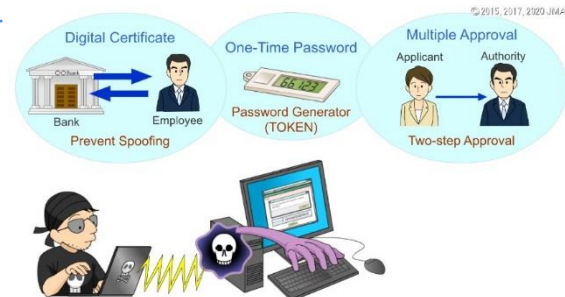 ©2015, 2017, 2020 JMA
Digital Certificate
Bank
Employee
Prevent Spoofing
One-Time Password
Password Generator
(TOKEN)
Multiple Approval
Applicant
Authority
Two-step Approval